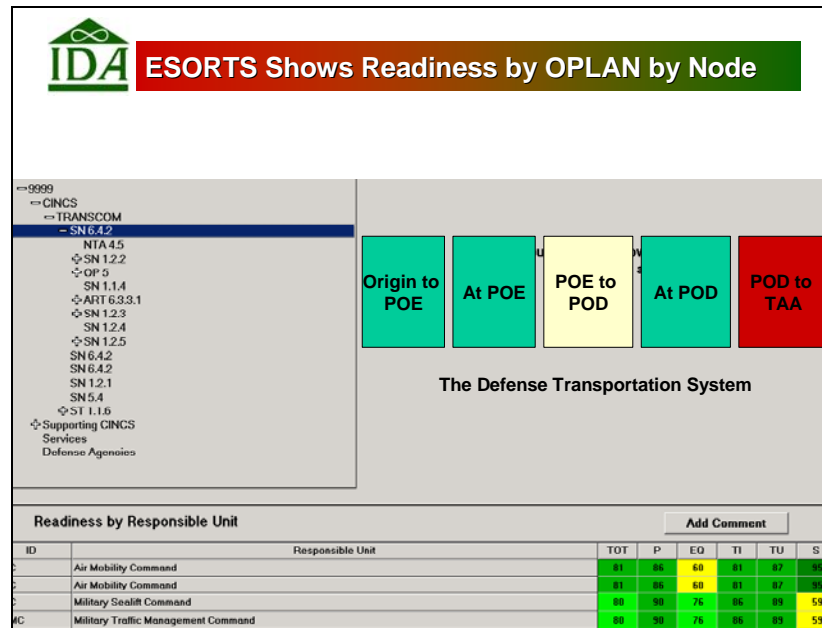 IDA
ESORTS Shows Readiness by OPLAN by Node
9999
CINCS
TRANSCOM
SN 6.4.2
NTA 4.5
SN 1.2.2
OP 5
SN 1.1.4
ART 6.3.3.1
SN 1.2.3
SN 1.2.4
SN 1.2.5
SN 6.4.2
SN 6.4.2
SN 1.2.1
SN 5.4
ST 1.1.6
Supporting CINCS
Services
Defense Agencies
Origin to
POE
At POE
POE to
POD
At POD
POD to
TAA
The Defense Transportation System
Readiness by Responsible Unit
Add Comment
ID Responsible Unit TOT P EQ TI TU S
C Air Mobility Command 81 86 60 81 87 95
C Air Mobility Command 81 86 60 81 87 95
C Military Sealift Command 80 90 76 86 89 59
MC Military Traffic Management Command 80 90 76 86 89 59